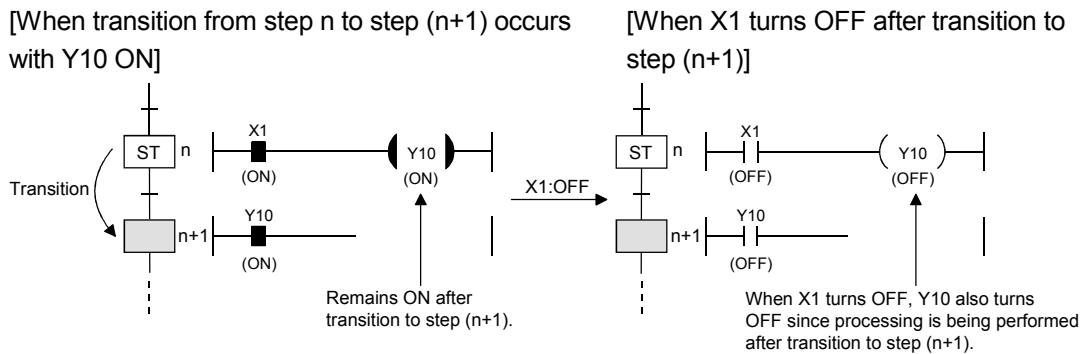 [When transition from step n to step (n+1) occurs
with Y10 ON]
X1
ST
n
Y10
(ON)
(ON)
Transition
Y10
n+1
(ON)
Remains ON after
transition to step (n+1).
X1:OFF
[When X1 turns OFF after transition to
step (n+1)]
X1
ST
n
Y10
(OFF)
(OFF)
Y10
n+1
(OFF)
When X1 turns OFF, Y10 also turns
OFF since processing is being performed
after transition to step (n+1).